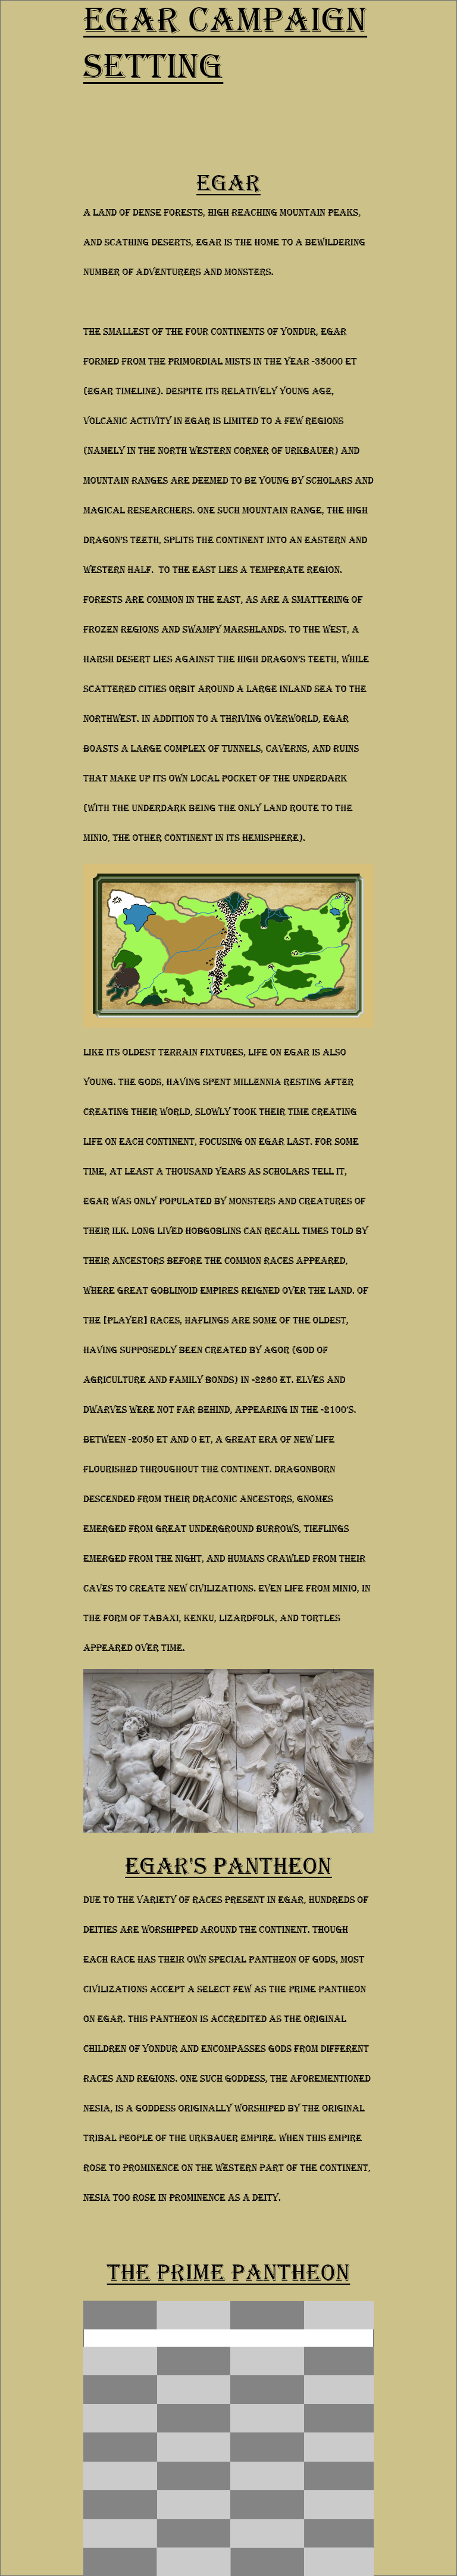 EGAR CAMPAIGN
SETTING
EGAR
A LAND OF DENSE FORESTS, HIGH REACHING MOUNTAIN PEAKS,
AND SCATHING DESERTS, EGAR IS THE HOME TO A BEWILDERING
NUMBER OF ADVENTURERS AND MONSTERS.
THE SMALLEST OF THE FOUR CONTINENTS OF YONDUR, EGAR
FORMED FROM THE PRIMORDIAL MISTS IN THE YEAR -35000 ET
(EGAR TIMELINE). DESPITE ITS RELATIVELY YOUNG AGE,
VOLCANIC ACTIVITY IN EGAR IS LIMITED TO A FEW REGIONS
(NAMELY IN THE NORTH WESTERN CORNER OF URKBAUER) AND
MOUNTAIN RANGES ARE DEEMED TO BE YOUNG BY SCHOLARS AND
MAGICAL RESEARCHERS. ONE SUCH MOUNTAIN RANGE, THE HIGH
DRAGON'S TEETH, SPLITS THE CONTINENT INTO AN EASTERN AND
WESTERN HALF. TO THE EAST LIES A TEMPERATE REGION.
FORESTS ARE COMMON IN THE EAST, AS ARE A SMATTERING OF
FROZEN REGIONS AND SWAMPY MARSHLANDS. TO THE WEST, A
HARSH DESERT LIES AGAINST THE HIGH DRAGON'S TEETH, WHILE
SCATTERED CITIES ORBIT AROUND A LARGE INLAND SEA TO THE
NORTHWEST. IN ADDITION TO A THRIVING OVERWORLD, EGAR
BOASTS A LARGE COMPLEX OF TUNNELS, CAVERNS, AND RUINS
THAT MAKE UP ITS OWN LOCAL POCKET OF THE UNDERDARK
(WITH THE UNDERDARK BEING THE ONLY LAND ROUTE TO THE
MINIO, THE OTHER CONTINENT IN ITS HEMISPHERE).
LIKE ITS OLDEST TERRAIN FIXTURES, LIFE ON EGAR IS ALSO
YOUNG. THE GODS, HAVING SPENT MILLENNIA RESTING AFTER
CREATING THEIR WORLD, SLOWLY TOOK THEIR TIME CREATING
LIFE ON EACH CONTINENT, FOCUSING ON EGAR LAST. FOR SOME
TIME, AT LEAST A THOUSAND YEARS AS SCHOLARS TELL IT,
EGAR WAS ONLY POPULATED BY MONSTERS AND CREATURES OF
THEIR ILK. LONG LIVED HOBGOBLINS CAN RECALL TIMES TOLD BY
THEIR ANCESTORS BEFORE THE COMMON RACES APPEARED,
WHERE GREAT GOBLINOID EMPIRES REIGNED OVER THE LAND. OF
THE [PLAYER] RACES, HAFLINGS ARE SOME OF THE OLDEST,
HAVING SUPPOSEDLY BEEN CREATED BY AGOR (GOD OF
AGRICULTURE AND FAMILY BONDS) IN -2260 ET. ELVES AND
DWARVES WERE NOT FAR BEHIND, APPEARING IN THE -2100'S.
BETWEEN -2050 ET AND 0 ET, A GREAT ERA OF NEW LIFE
FLOURISHED THROUGHOUT THE CONTINENT. DRAGONBORN
DESCENDED FROM THEIR DRACONIC ANCESTORS, GNOMES
EMERGED FROM GREAT UNDERGROUND BURROWS, TIEFLINGS
EMERGED FROM THE NIGHT, AND HUMANS CRAWLED FROM THEIR
CAVES TO CREATE NEW CIVILIZATIONS. EVEN LIFE FROM MINIO, IN
THE FORM OF TABAXI, KENKU, LIZARDFOLK, AND TORTLES
APPEARED OVER TIME.
EGAR'S PANTHEON
DUE TO THE VARIETY OF RACES PRESENT IN EGAR, HUNDREDS OF
DEITIES ARE WORSHIPPED AROUND THE CONTINENT. THOUGH
EACH RACE HAS THEIR OWN SPECIAL PANTHEON OF GODS, MOST
CIVILIZATIONS ACCEPT A SELECT FEW AS THE PRIME PANTHEON
ON EGAR. THIS PANTHEON IS ACCREDITED AS THE ORIGINAL
CHILDREN OF YONDUR AND ENCOMPASSES GODS FROM DIFFERENT
RACES AND REGIONS. ONE SUCH GODDESS, THE AFOREMENTIONED
NESIA, IS A GODDESS ORIGINALLY WORSHIPED BY THE ORIGINAL
TRIBAL PEOPLE OF THE URKBAUER EMPIRE. WHEN THIS EMPIRE
ROSE TO PROMINENCE ON THE WESTERN PART OF THE CONTINENT,
NESIA TOO ROSE IN PROMINENCE AS A DEITY.
THE PRIME PANTHEON